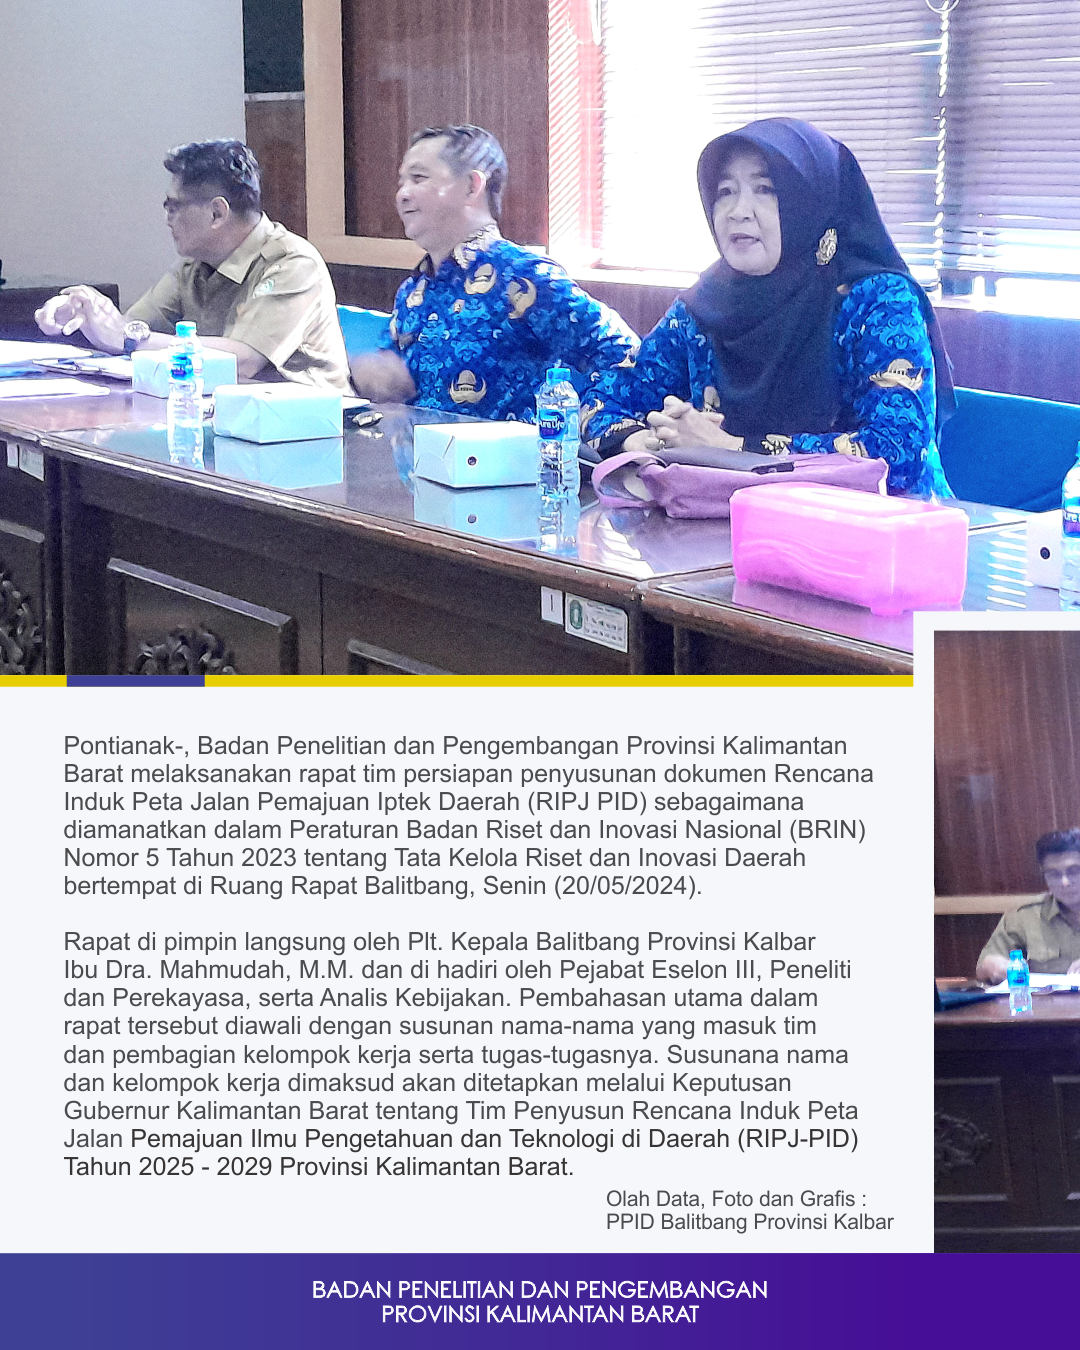 Pontianak-, Badan Penelitian dan Pengembangan Provinsi Kalimantan
Barat melaksanakan rapat tim persiapan penyusunan dokumen Rencana
Induk Peta Jalan Pemajuan Iptek Daerah (RIPJ PID) sebagaimana
diamanatkan dalam Peraturan Badan Riset dan Inovasi Nasional (BRIN)
Nomor 5 Tahun 2023 tentang Tata Kelola Riset dan Inovasi Daerah
bertempat di Ruang Rapat Balitbang, Senin (20/05/2024).
Rapat di pimpin langsung oleh Plt. Kepala Balitbang Provinsi Kalbar
Ibu Dra. Mahmudah, M.M. dan di hadiri oleh Pejabat Eselon III, Peneliti
dan Perekayasa, serta Analis Kebijakan. Pembahasan utama dalam
rapat tersebut diawali dengan susunan nama-nama yang masuk tim
dan pembagian kelompok kerja serta tugas-tugasnya. Susunana nama
dan kelompok kerja dimaksud akan ditetapkan melalui Keputusan
Gubernur Kalimantan Barat tentang Tim Penyusun Rencana Induk Peta
Jalan Pemajuan Ilmu Pengetahuan dan Teknologi di Daerah (RIPJ-PID)
Tahun 2025 - 2029 Provinsi Kalimantan Barat.
Olah Data, Foto dan Grafis :
PPID Balitbang Provinsi Kalbar
BADAN PENELITIAN DAN PENGEMBANGAN
PROVINSI KALIMANTAN BARAT